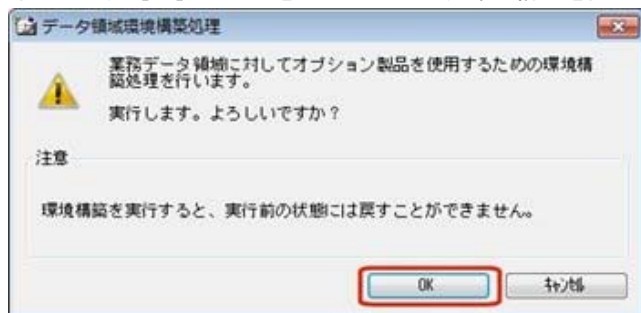 データ領域環境構築処理
業務データ領域に対してオプション製品を使用するための環境構
築処理を行います。
実行します。よろしいですか?
注意
環境構築を実行すると、実行前の状態には戻すことができません。
OK
キャンセル